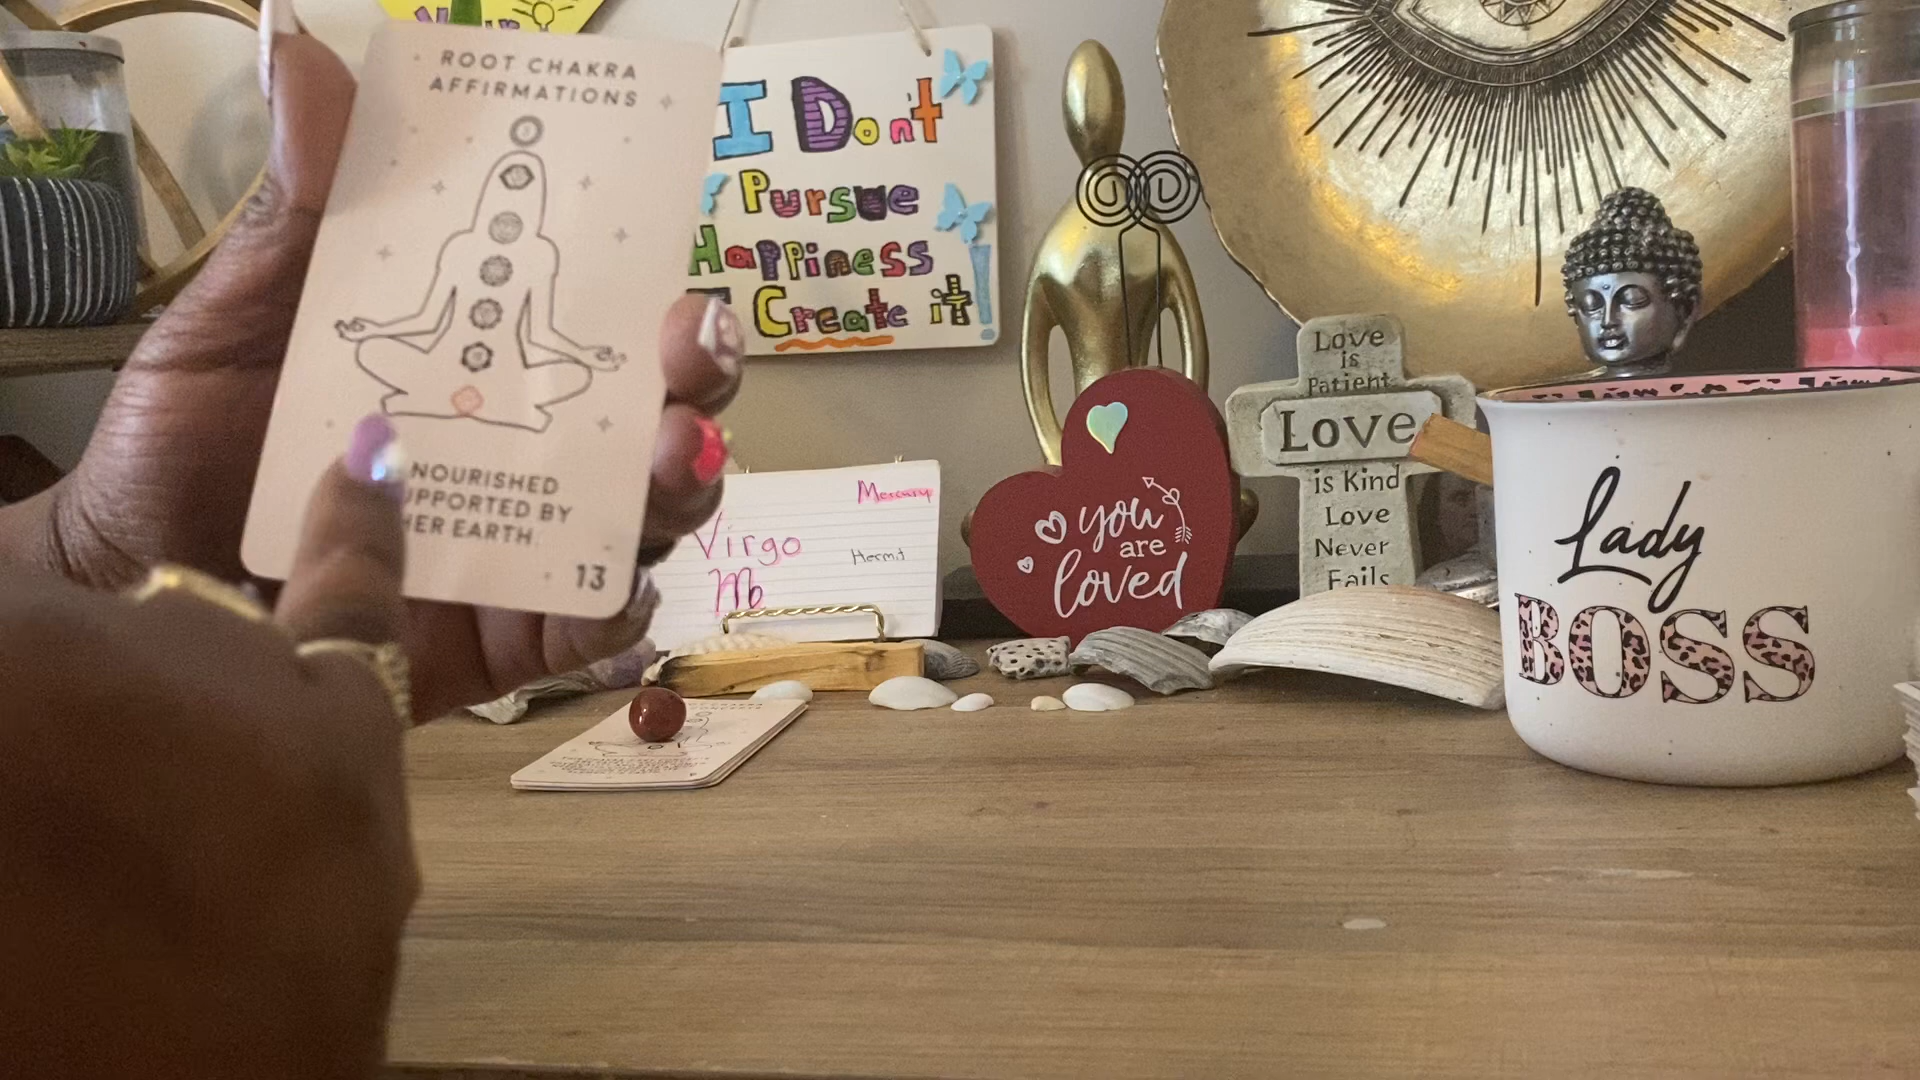 ROOT CHAKRA
AFFIRMATIONS
NOURISHED
UPPORTED BY
HER EARTH
13
I Dont
Pursue
Happiness
I Create it!
Mercury
Virgo
Hermit
you
are
loved
Love
is
Patient
Love
is Kind
Love
Never
Fails
Lady
BOSS